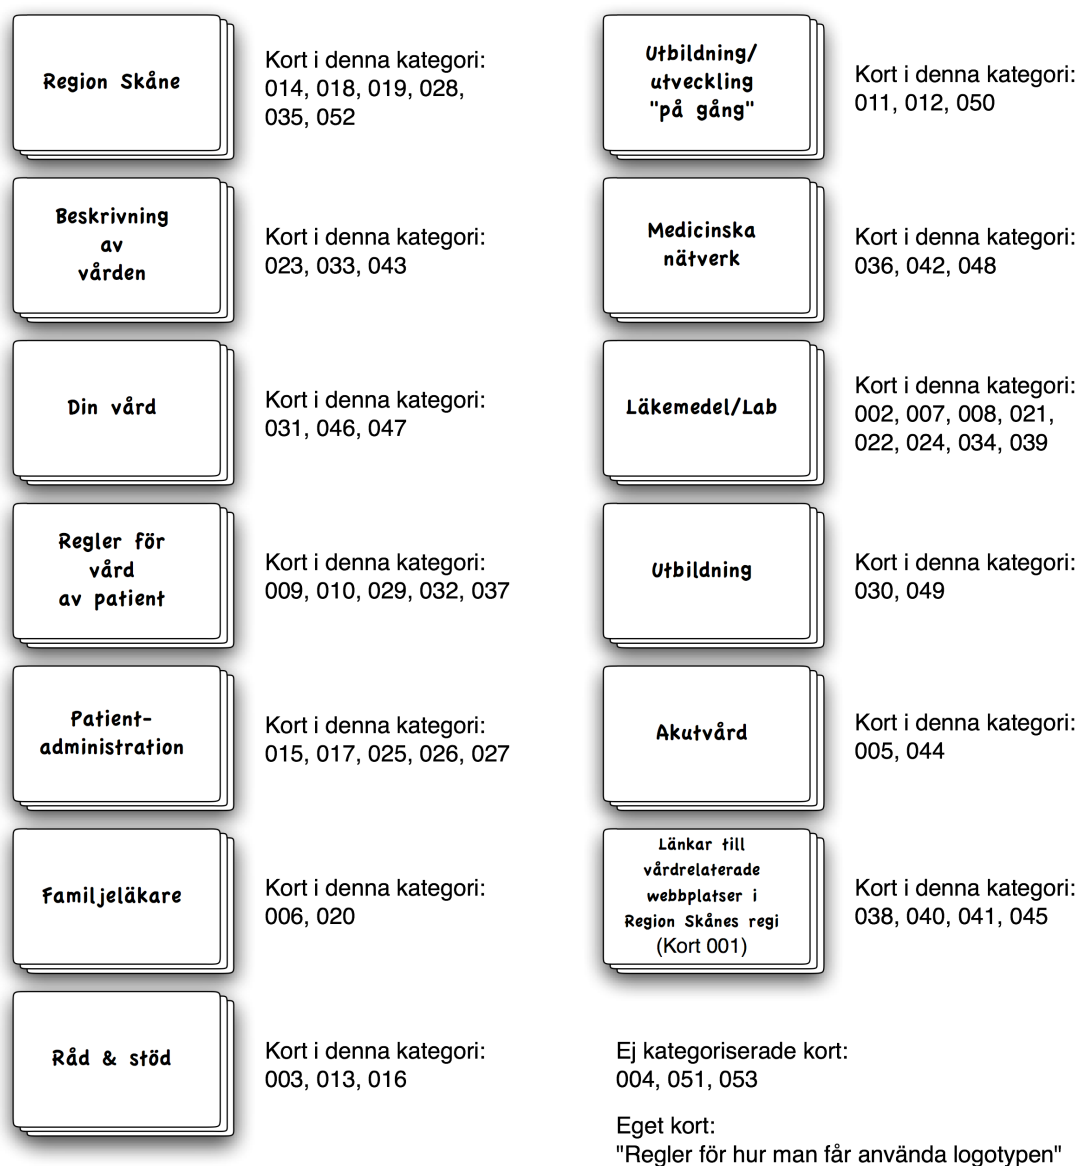 Region Skåne
Kort i denna kategori:
014, 018, 019, 028,
035, 052
Beskrivning
av
vården
Kort i denna kategori:
023, 033, 043
Din vård
Kort i denna kategori:
031, 046, 047
Regler för
vård
av patient
Kort i denna kategori:
009, 010, 029, 032, 037
Patient-
administration
Kort i denna kategori:
015, 017, 025, 026, 027
Familjeläkare
Kort i denna kategori:
006, 020
Råd & stöd
Kort i denna kategori:
003, 013, 016
Utbildning/
utveckling
"på gång"
Kort i denna kategori:
011, 012, 050
Medicinska
nätverk
Kort i denna kategori:
036, 042, 048
Läkemedel/Lab
Kort i denna kategori:
002, 007, 008, 021,
022, 024, 034, 039
Utbildning
Kort i denna kategori:
030, 049
Akutvård
Kort i denna kategori:
005, 044
Länkar till
vårdrelaterade
webbplatser i
Region Skånes regi
(Kort 001)
Kort i denna kategori:
038, 040, 041, 045
Ej kategoriserade kort:
004, 051, 053
Eget kort:
"Regler för hur man får använda logotypen"